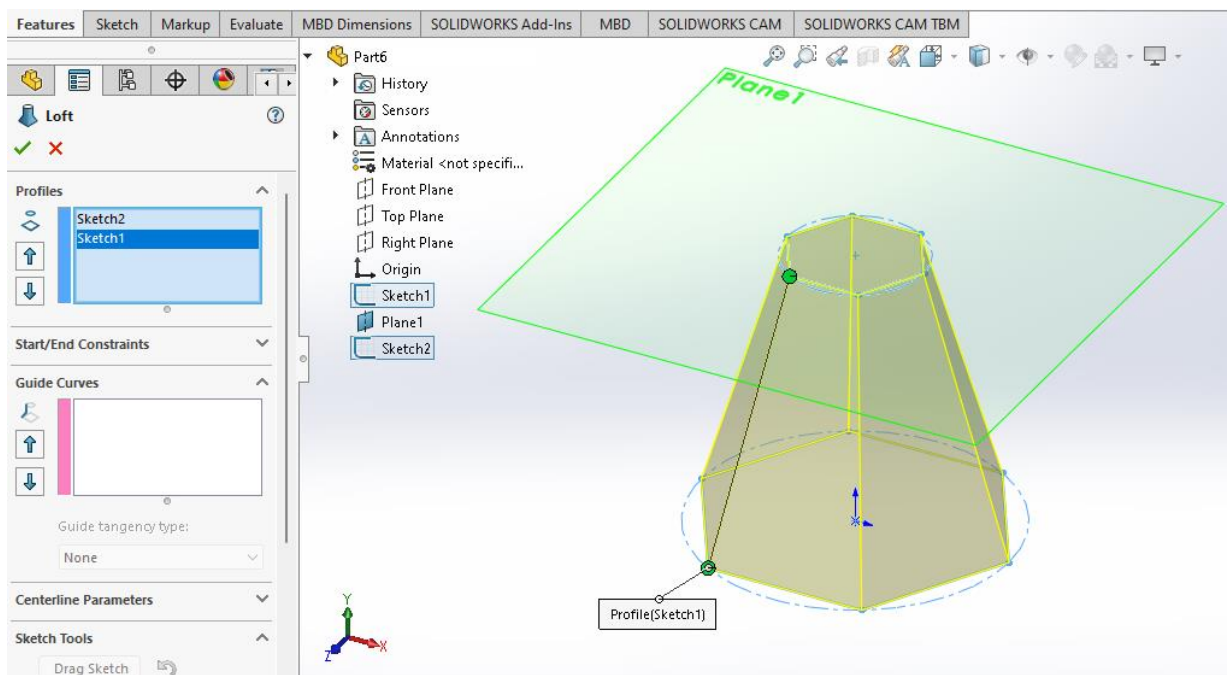 Features Sketch Markup Evaluate MBD Dimensions SOLIDWORKS Add-Ins MBD SOLIDWORKS CAM SOLIDWORKS CAM TBM
Loft
Profiles
Sketch2
Sketch1
Start/End Constraints
Guide Curves
Guide tangency type:
None
Centerline Parameters
Sketch Tools
Drag Sketch
Part6
History
Sensors
Annotations
Material <not specifi...
Front Plane
Top Plane
Right Plane
Origin
Sketch1
Plane1
Sketch2
Plane1
Profile(Sketch1)
Y
X
Z